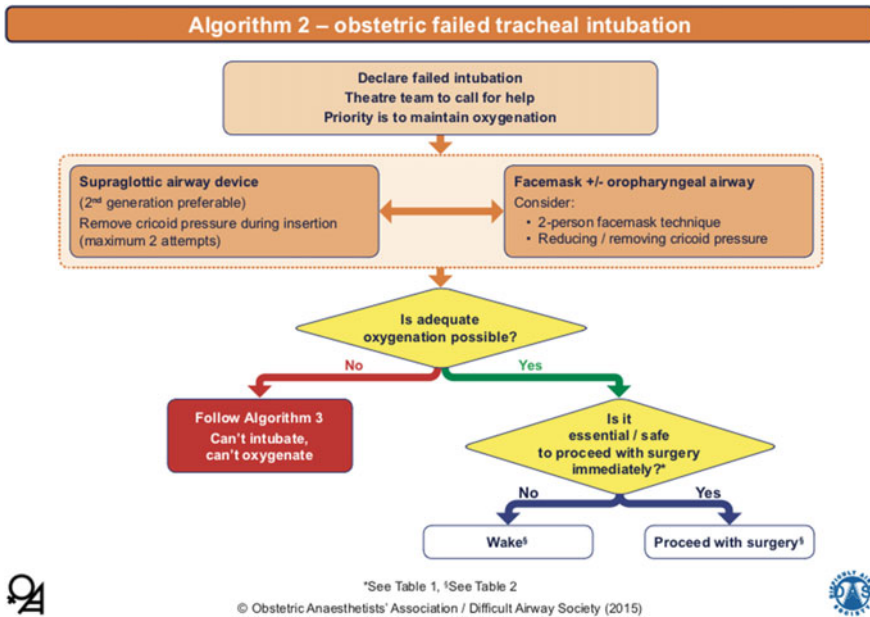 Algorithm 2 – obstetric failed tracheal intubation
Declare failed intubation
Theatre team to call for help
Priority is to maintain oxygenation
Supraglottic airway device
(2nd generation preferable)
Remove cricoid pressure during insertion
(maximum 2 attempts)
Facemask +/- oropharyngeal airway
Consider:
• 2-person facemask technique
• Reducing / removing cricoid pressure
Is adequate
oxygenation possible?
No
Yes
Follow Algorithm 3
Can't intubate,
can't oxygenate
Is it
essential / safe
to proceed with surgery
immediately?*
No
Yes
Wake§
Proceed with surgery§
*See Table 1, §See Table 2
© Obstetric Anaesthetists' Association / Difficult Airway Society (2015)